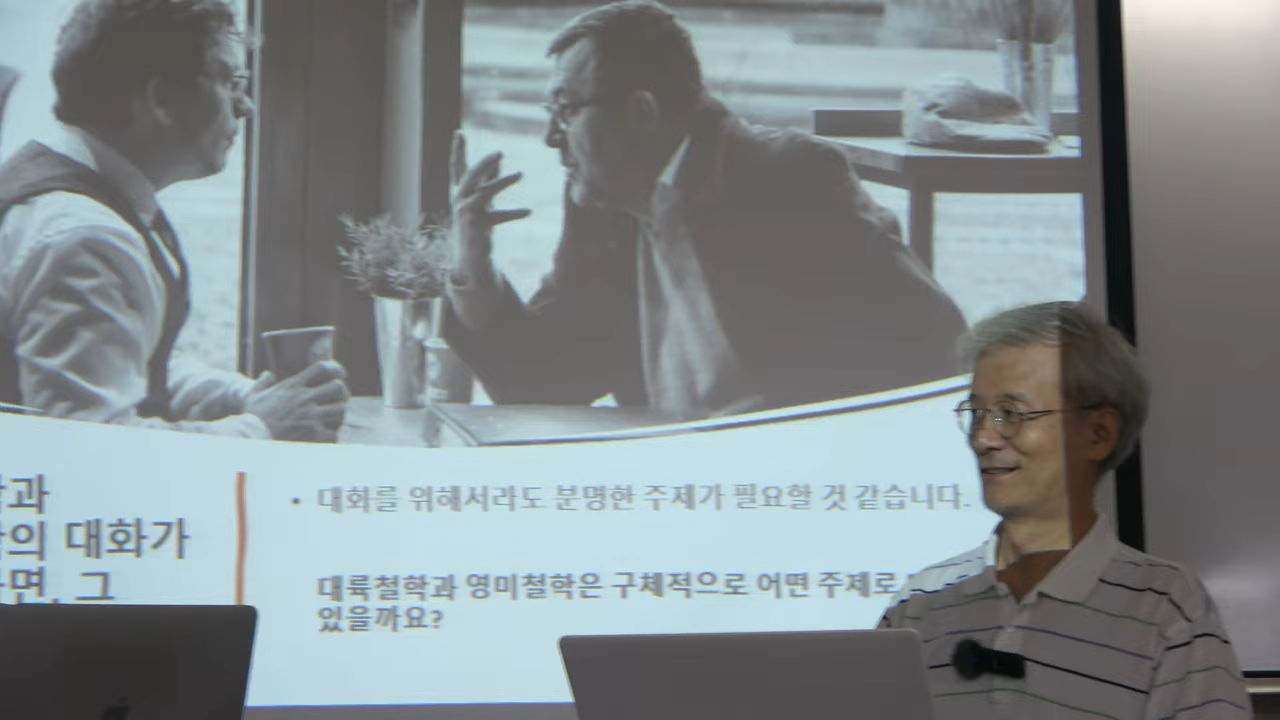 과
의 대화가
면, 그
• 대화를 위해서라도 분명한 주제가 필요할 것 같습니다.
대륙철학과 영미철학은 구체적으로 어떤 주제로
있을까요?